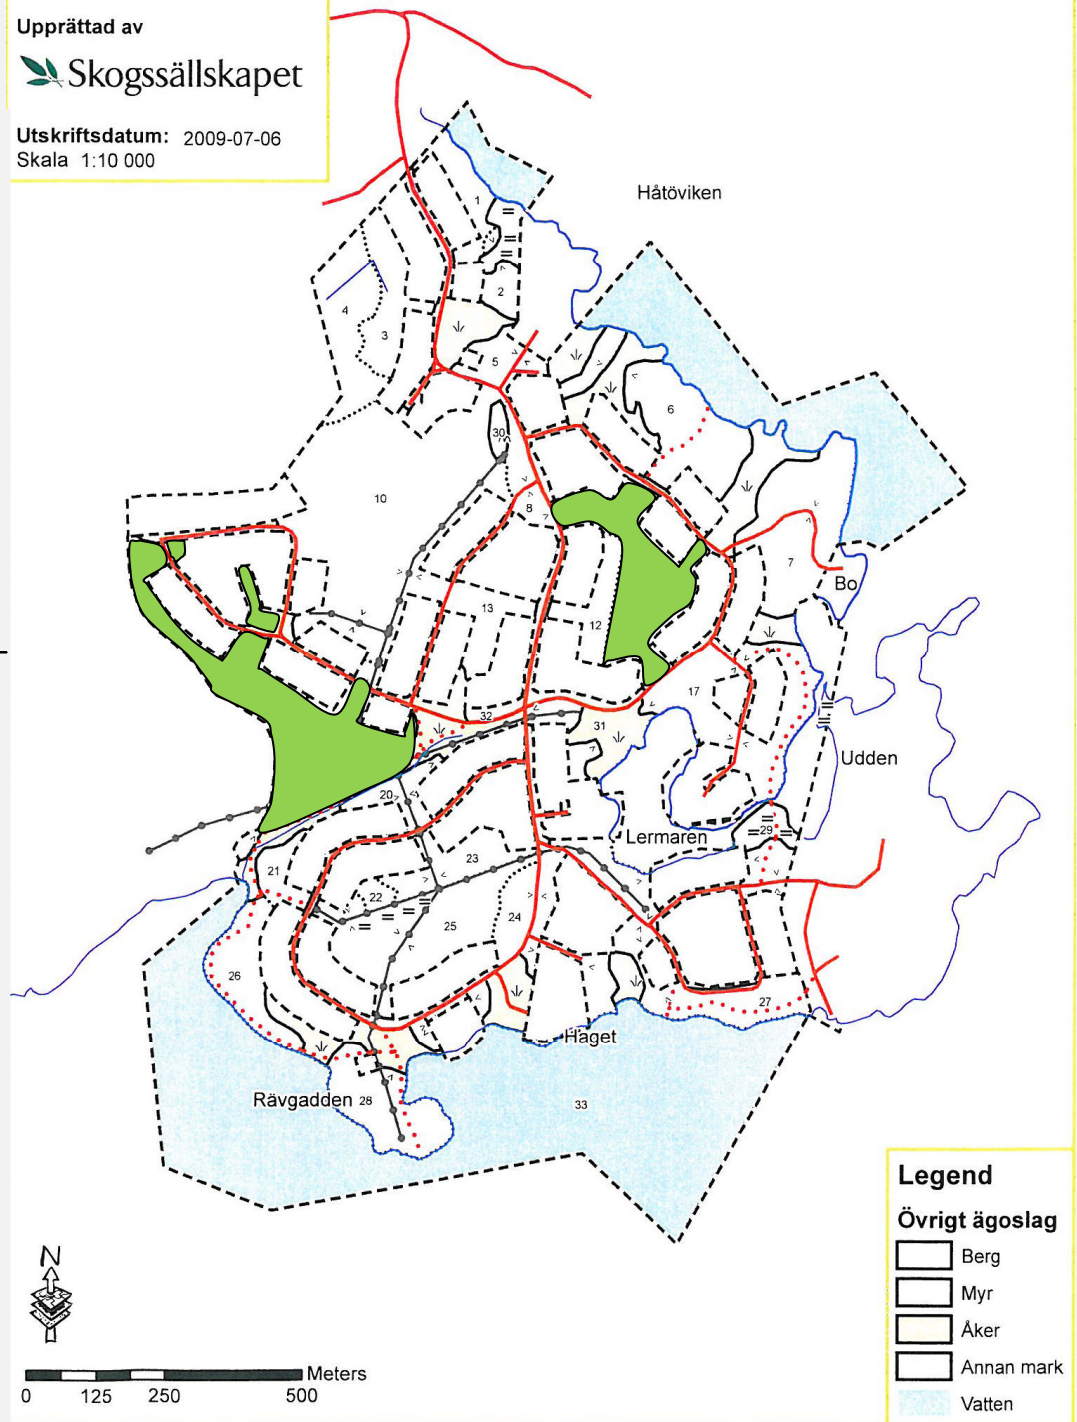 Upprättad av
Skogssällskapet
Utskriftsdatum: 2009-07-06
Skala 1:10 000
Håtöviken
1
2
4
3
5
6
30
10
8
7
Bo
13
12
17
32
31
Udden
20
Lermaren
29
23
21
22
25
24
26
27
Haget
Rävgadden 28
33
N
Meters
0 125 250 500
Legend
Övrigt ägoslag
Berg
Myr
Åker
Annan mark
Vatten